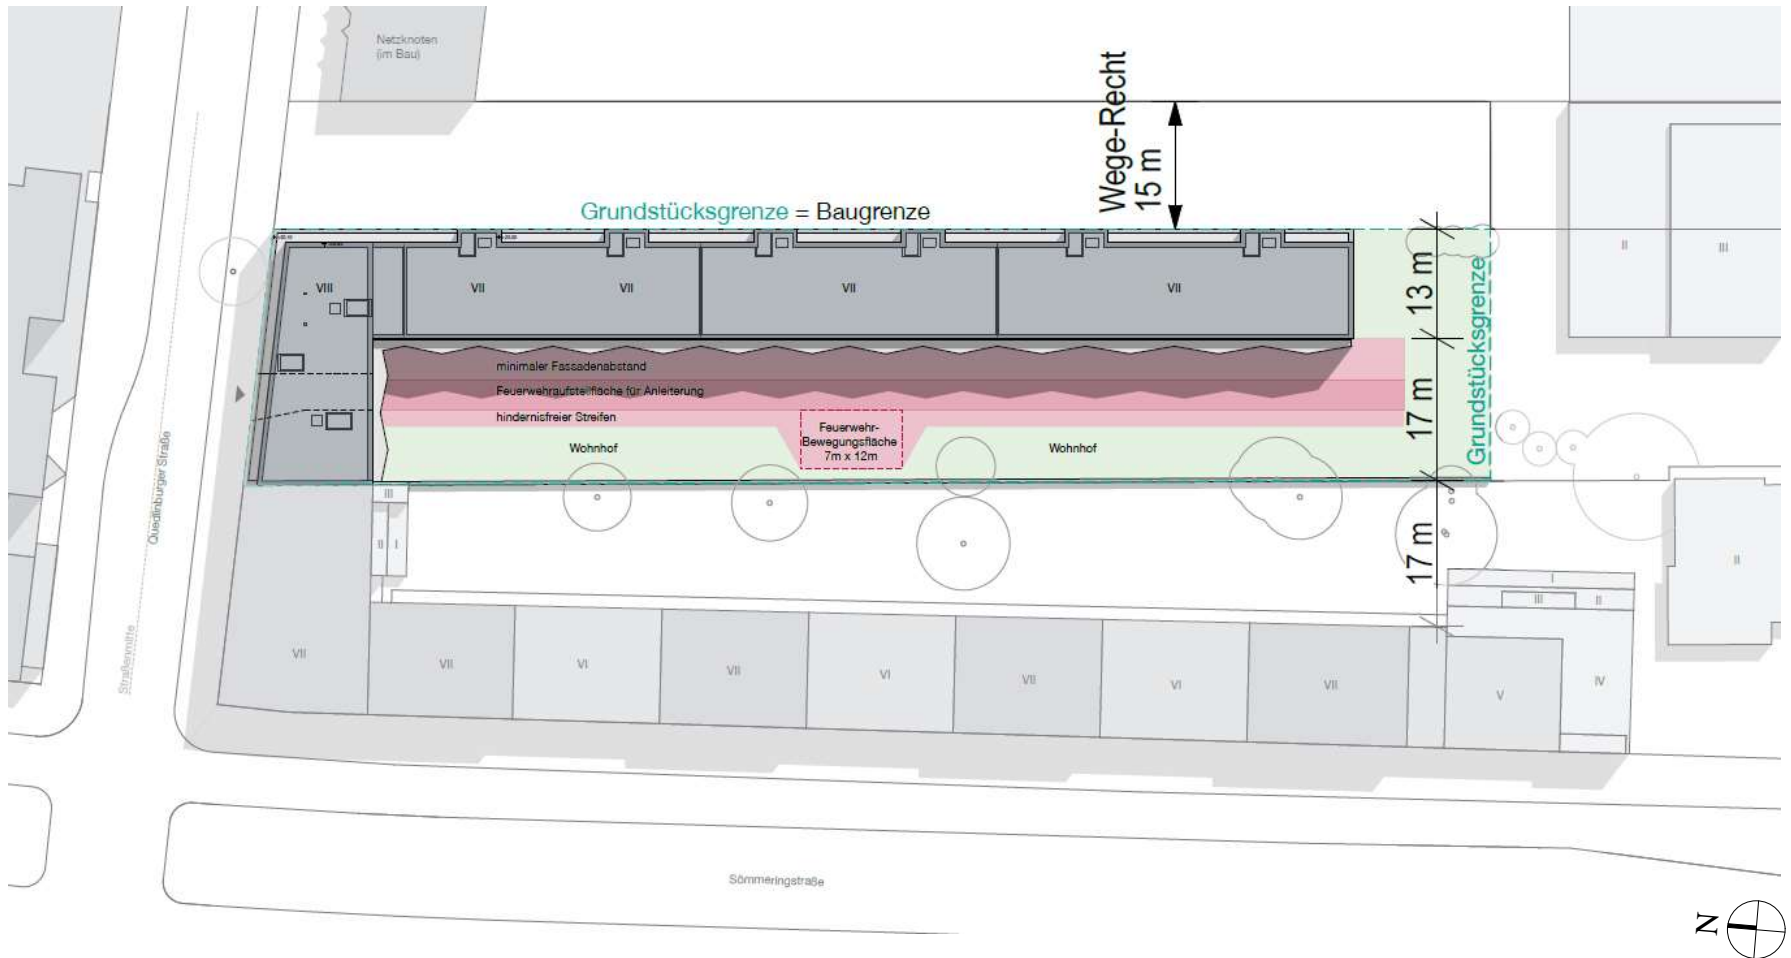 Netzknoten
(im Bau)
Wege-Recht
15 m
Grundstücksgrenze = Baugrenze
VIII
VII
VII
VII
VII
13 m
Grundstücksgrenze
II
III
minimaler Fassadenabstand
Feuerwehraufstellfläche für Anleiterung
hindernisfreier Streifen
17 m
Wohnhof
Feuerwehr-
Bewegungsfläche
7m x 12m
Wohnhof
Quedlinburger Straße
Straßenmitte
III
II
I
17 m
II
I
III
II
VII
VII
VI
VII
VI
VII
VI
VII
V
IV
Sömmeringstraße
N